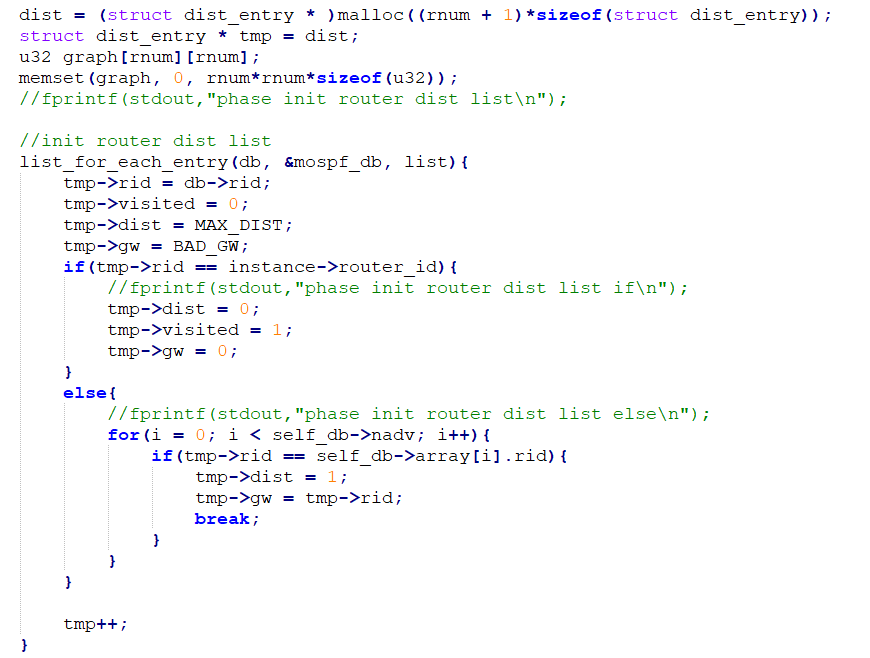 dist = (struct dist_entry * )malloc((rnum + 1)*sizeof(struct dist_entry));
struct dist_entry * tmp = dist;
u32 graph[rnum][rnum];
memset(graph, 0, rnum*rnum*sizeof(u32));
//fprintf(stdout,"phase init router dist list\n");

//init router dist list
list_for_each_entry(db, &mospf_db, list){
    tmp->rid = db->rid;
    tmp->visited = 0;
    tmp->dist = MAX_DIST;
    tmp->gw = BAD_GW;
    if(tmp->rid == instance->router_id){
        //fprintf(stdout,"phase init router dist list if\n");
        tmp->dist = 0;
        tmp->visited = 1;
        tmp->gw = 0;
    }
    else{
        //fprintf(stdout,"phase init router dist list else\n");
        for(i = 0; i < self_db->nadv; i++){
            if(tmp->rid == self_db->array[i].rid){
                tmp->dist = 1;
                tmp->gw = tmp->rid;
                break;
            }
        }
    }

    tmp++;
}